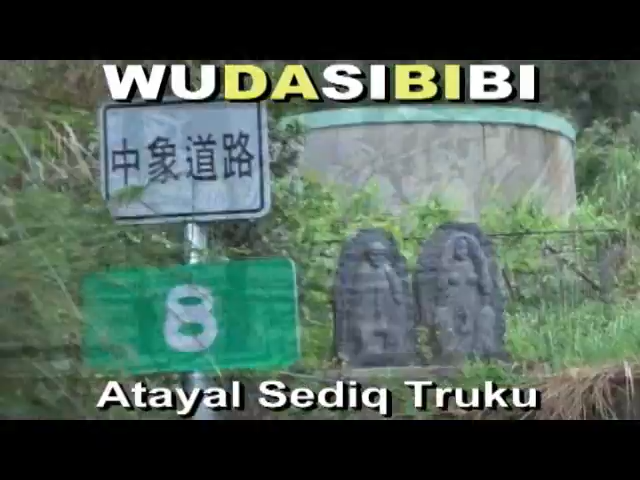 WUDASIBIBI
中象道路
8
Atayal Sediq Truku